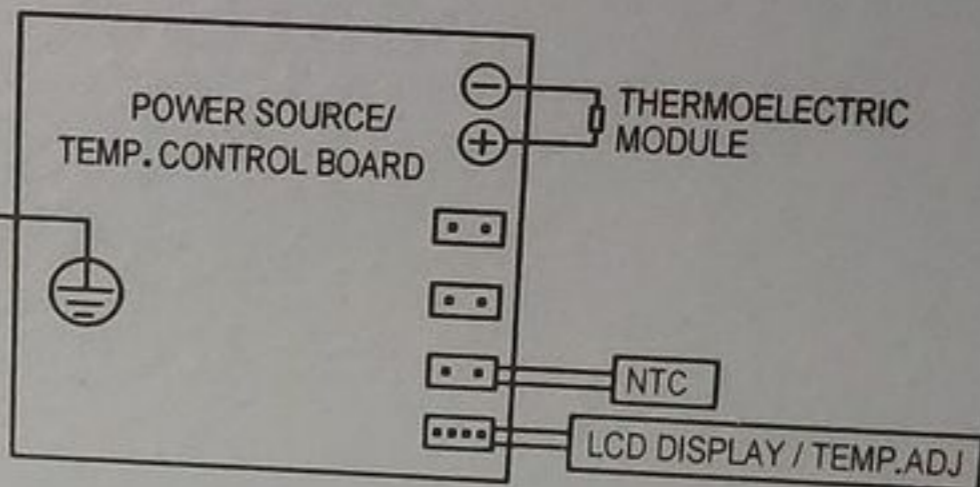 POWER SOURCE/
TEMP. CONTROL BOARD
THERMOELECTRIC
MODULE
NTC
LCD DISPLAY / TEMP.ADJ